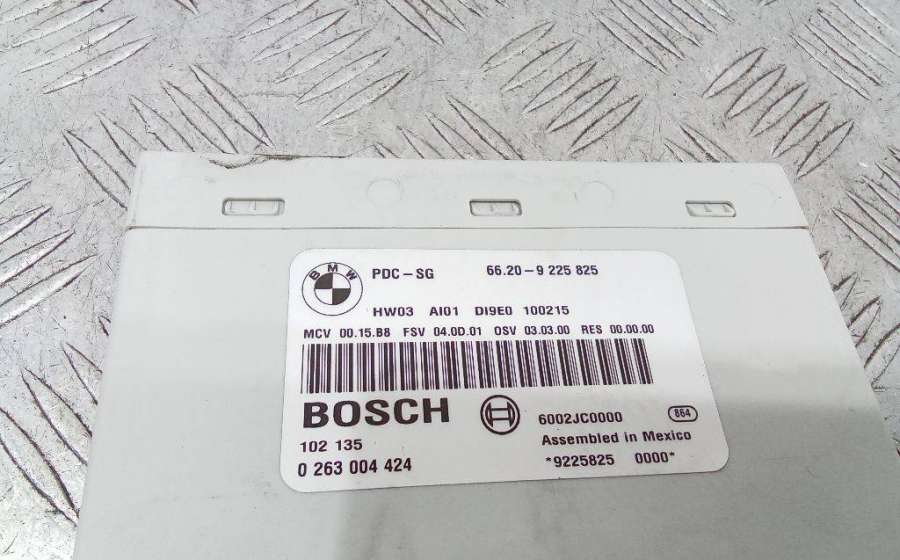 BMW
PDC-SG 66.20-9 225 825
HW03 AI01 DI9E0 100215
MCV 00.15.B8 FSV 04.0D.01 OSV 03.03.00 RES 00.00.00
BOSCH 6002JC0000 864
102 135 Assembled in Mexico
0 263 004 424 *9225825 0000*